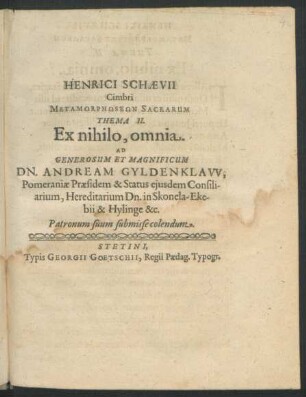 HENRICI SCHÆVII
Cimbri
METAMORPHOSEON SACRARUM
THEMA II.
Ex nihilo, omnia.
AD
GENEROSUM ET MAGNIFICUM
DN. ANDREAM GYLDENKLAVV,
Pomeraniæ Præsidem & Status ejusdem Consili-
arium, Hereditarium Dn. in Skonela-Eke-
bii & Hylinge &c.
Patronum suum submisse colendum.
STETINI,
Typis GEORGII GOETSCHII, Regii Pædag. Typogr.